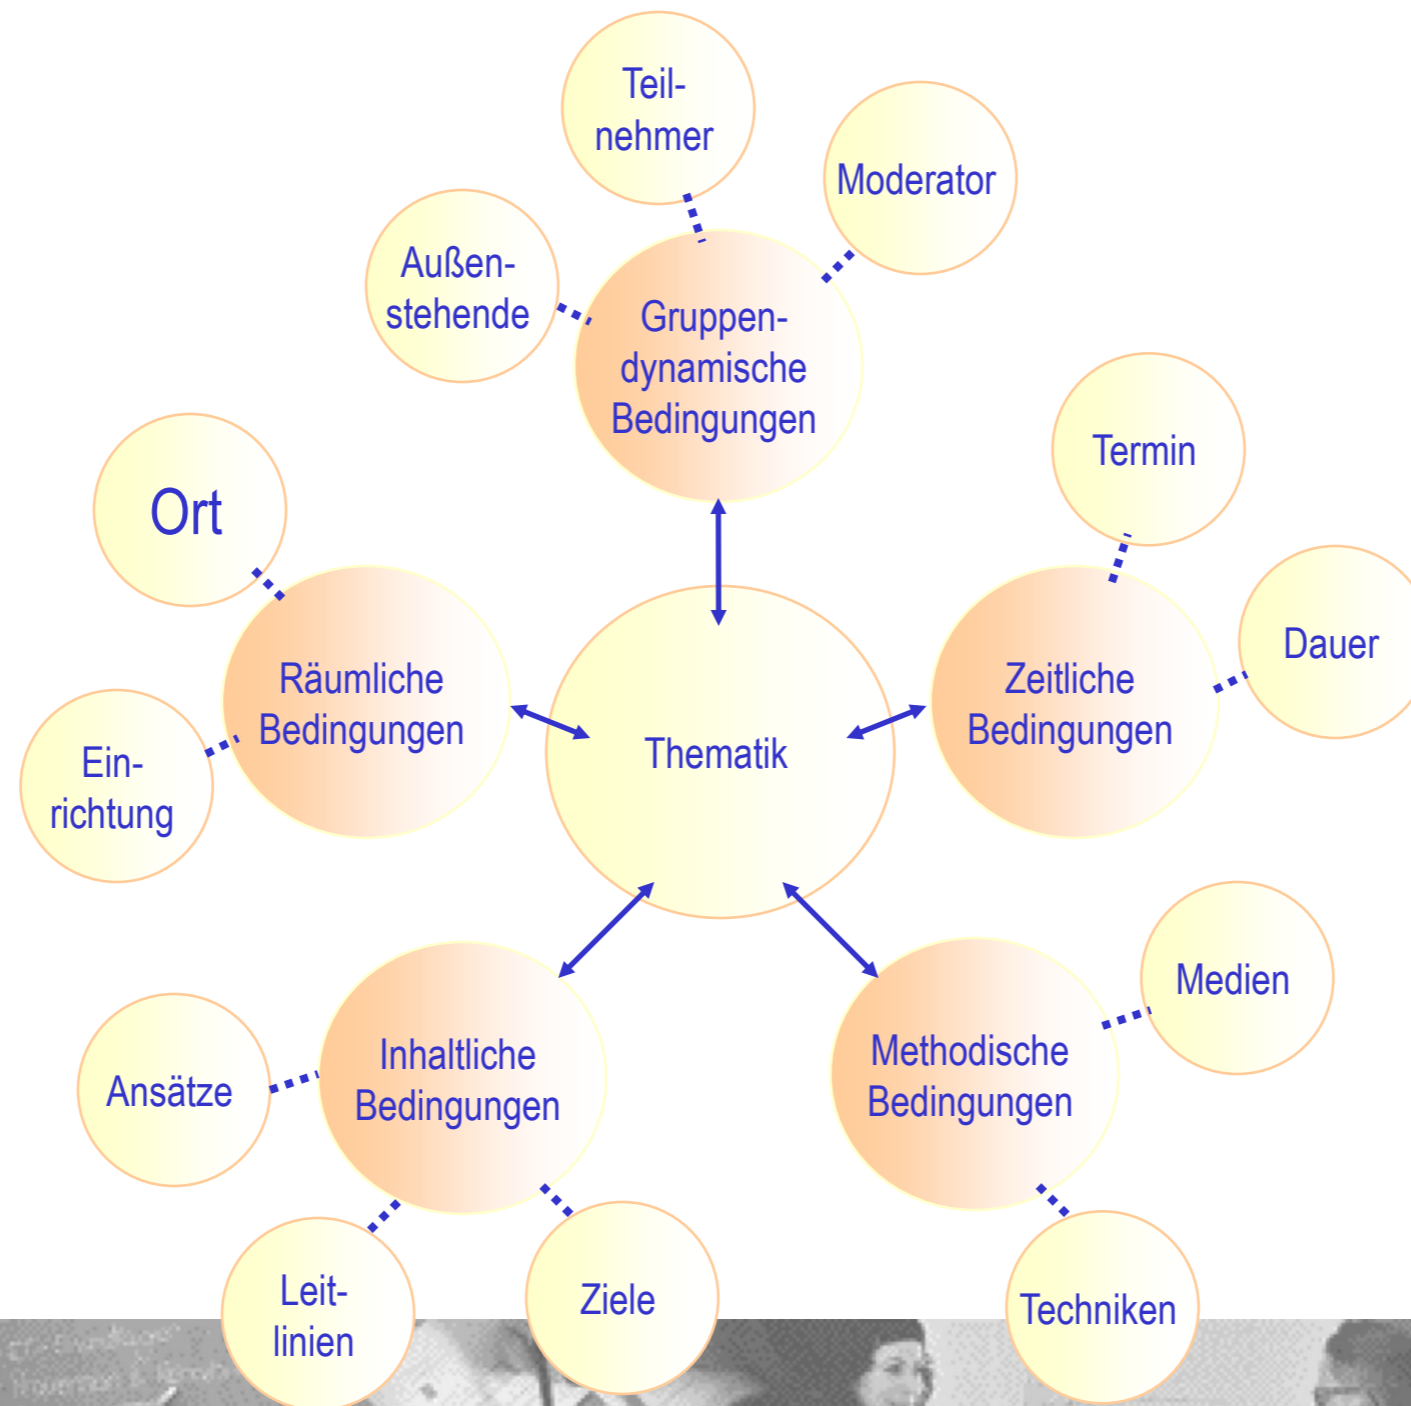 Teil-
nehmer
Moderator
Außen-
stehende
Gruppen-
dynamische
Bedingungen
Termin
Ort
Dauer
Räumliche
Bedingungen
Zeitliche
Bedingungen
Thematik
Ein-
richtung
Medien
Inhaltliche
Bedingungen
Methodische
Bedingungen
Ansätze
Leit-
linien
Ziele
Techniken